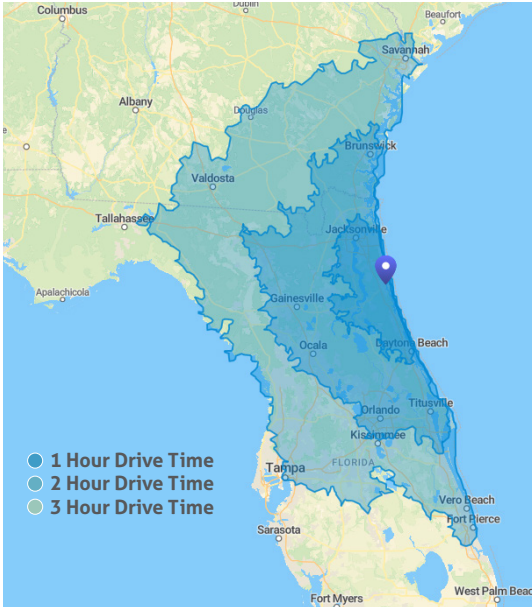 Columbus
Dublin
Beaufort
Savannah
Albany
Douglas
Brunswick
Valdosta
Tallahassee
Jacksonville
Apalachicola
Gainesville
Ocala
Daytona Beach
Titusville
Orlando
Kissimmee
FLORIDA
1 Hour Drive Time
Tampa
2 Hour Drive Time
3 Hour Drive Time
Vero Beach
Fort Pierce
Sarasota
West Palm Beac
Fort Myers